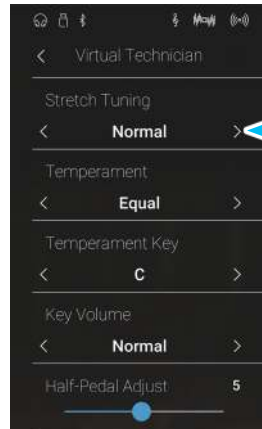 Virtual Technician
Stretch Tuning
Normal
Temperament
Equal
Temperament Key
C
Key Volume
Normal
Half-Pedal Adjust 5